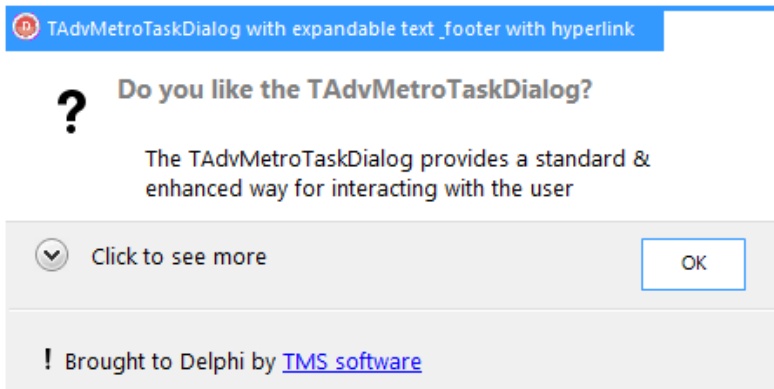 TAdvMetroTaskDialog with expandable text _footer with hyperlink
Do you like the TAdvMetroTaskDialog?
?
The TAdvMetroTaskDialog provides a standard &
enhanced way for interacting with the user
Click to see more
OK
! Brought to Delphi by TMS software